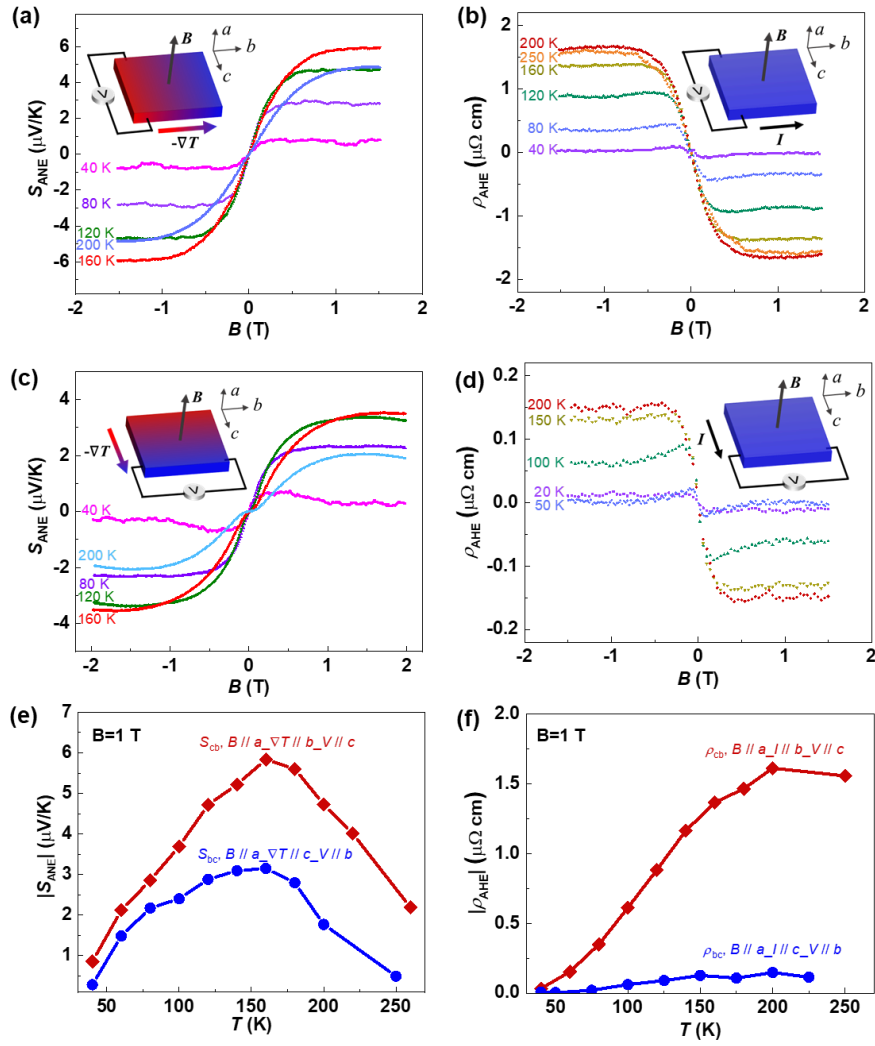 (a)
S_ANE (μV/K)
6
4
2
0
-2
-4
-6
-2
-1
0
1
2
B (T)
V
B
a
b
c
-∇T
40 K
80 K
120 K
200 K
160 K
(b)
ρ_AHE (μΩ cm)
2
1
0
-1
-2
-2
-1
0
1
2
B (T)
200 K
250 K
160 K
120 K
80 K
40 K
V
B
a
b
c
I
(c)
S_ANE (μV/K)
4
2
0
-2
-4
-2
-1
0
1
2
B (T)
-∇T
B
a
b
c
V
40 K
200 K
80 K
120 K
160 K
(d)
ρ_AHE (μΩ cm)
0.2
0.1
0.0
-0.1
-0.2
-2
-1
0
1
2
B (T)
200 K
150 K
100 K
20 K
50 K
I
B
a
b
c
V
(e)
B=1 T
|S_ANE| (μV/K)
7
6
5
4
3
2
1
50
100
150
200
250
T (K)
S_cb, B // a_∇T // b_V // c
S_bc, B // a_∇T // c_V // b
(f)
B=1 T
|ρ_AHE| (μΩ cm)
2.0
1.5
1.0
0.5
0.0
50
100
150
200
250
T (K)
ρ_cb, B // a_I // b_V // c
ρ_bc, B // a_I // c_V // b